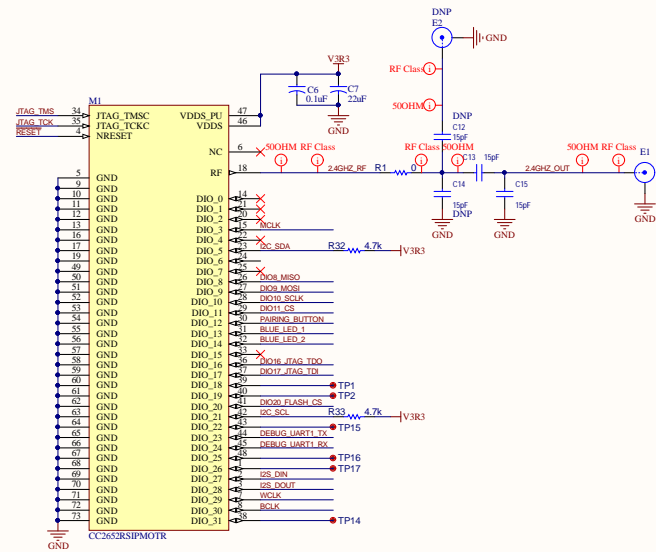 DNP
E2
GND
RF Class
50OHM
V3R3
C6
0.1uF
C7
22uF
GND
DNP
C12
15pF
M1
JTAG_TMS 34 JTAG_TMSC VDDS_PU 47
JTAG_TCK 35 JTAG_TCKC VDDS 46
RESET 4 NRESET
NC 6
50OHM RF Class RF Class 50OHM 50OHM RF Class E1
RF 18 2.4GHZ_RF R1 0 C13 15pF 2.4GHZ_OUT
C14 15pF DNP GND
C15 15pF GND
GND
5 GND
9 GND
10 GND DIO_0 14
11 GND DIO_1 21
12 GND DIO_2 20
13 GND DIO_3 15 MCLK
16 GND DIO_4 22
17 GND DIO_5 23 I2C_SDA R32 4.7k V3R3
19 GND DIO_6 24
49 GND DIO_7 25
50 GND DIO_8 26 DIO8_MISO
51 GND DIO_9 27 DIO9_MOSI
52 GND DIO_10 28 DIO10_SCLK
53 GND DIO_11 29 DIO11_CS
54 GND DIO_12 30 PAIRING_BUTTON
55 GND DIO_13 31 BLUE_LED_1
56 GND DIO_14 32 BLUE_LED_2
57 GND DIO_15 33
58 GND DIO_16 36 DIO16_JTAG_TDO
59 GND DIO_17 37 DIO17_JTAG_TDI
60 GND DIO_18 39 TP1
61 GND DIO_19 40 TP2
62 GND DIO_20 41 DIO20_FLASH_CS
63 GND DIO_21 42 I2C_SCL R33 4.7k V3R3
64 GND DIO_22 43 TP15
65 GND DIO_23 44 DEBUG_UART1_TX
66 GND DIO_24 45 DEBUG_UART1_RX
67 GND DIO_25 48 TP16
68 GND DIO_26 TP17
69 GND DIO_27 I2S_DIN
70 GND DIO_28 I2S_DOUT
71 GND DIO_29 WCLK
72 GND DIO_30 BCLK
73 GND DIO_31 38 TP14
GND
CC2652RSIPMOTR